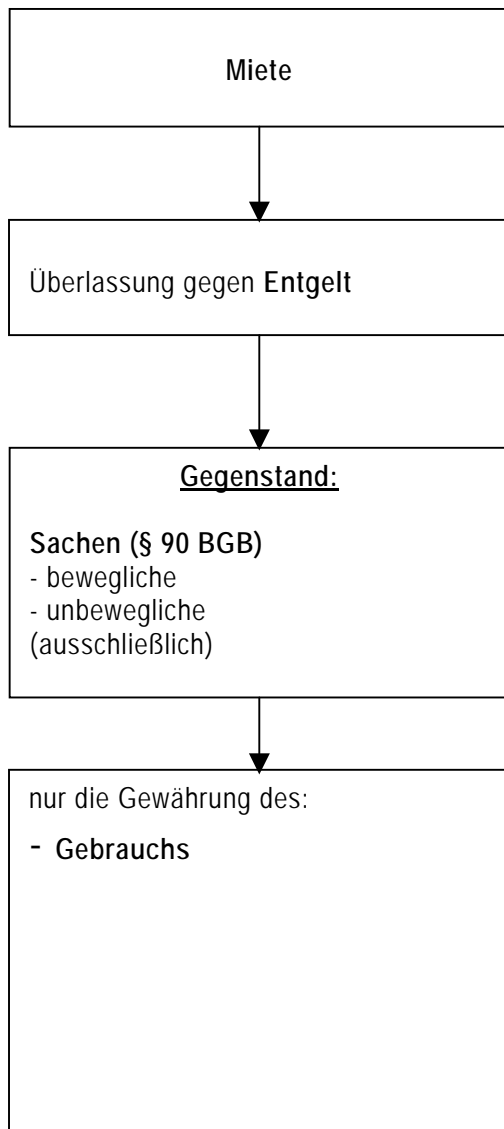 Miete
Überlassung gegen Entgelt
Gegenstand:
Sachen (§ 90 BGB)
- bewegliche
- unbewegliche
(ausschließlich)
nur die Gewährung des:
- Gebrauchs